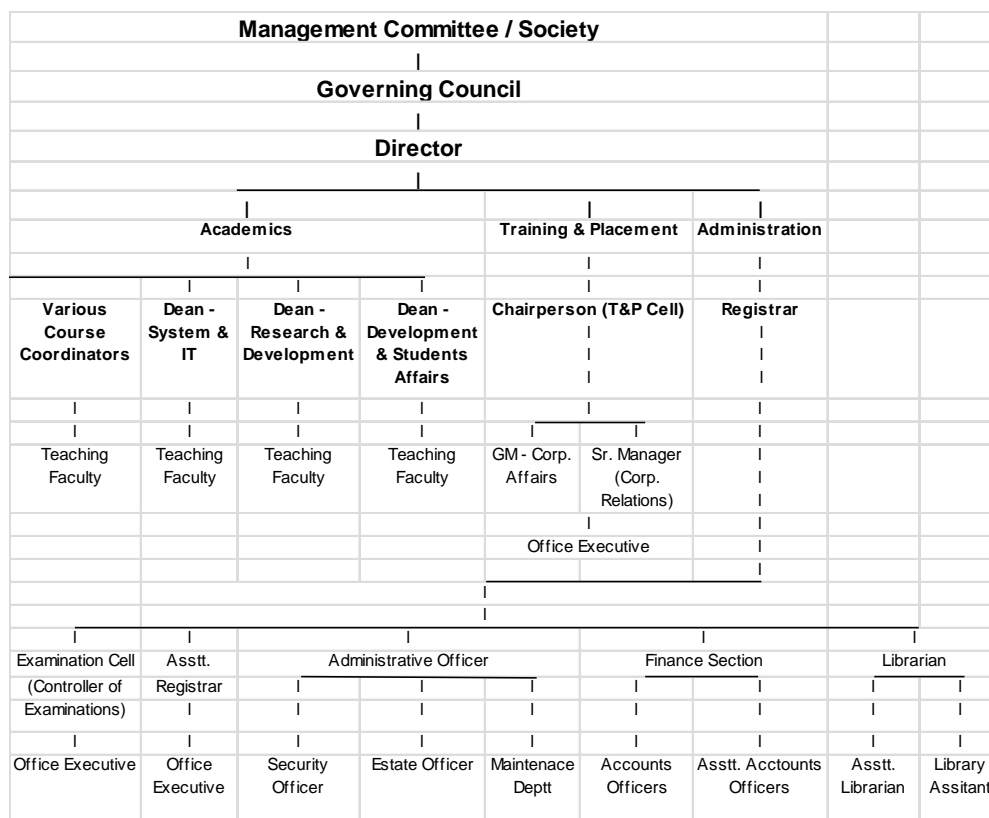 Management Committee / Society
Governing Council
Director
Academics
Training & Placement
Administration
Various
Course
Coordinators
Dean -
System &
IT
Dean -
Research &
Development
Dean -
Development
& Students
Affairs
Chairperson (T&P Cell)
Registrar
Teaching
Faculty
Teaching
Faculty
Teaching
Faculty
Teaching
Faculty
GM - Corp.
Affairs
Sr. Manager
(Corp.
Relations)
Office Executive
Examination Cell
(Controller of
Examinations)
Asstt.
Registrar
Administrative Officer
Finance Section
Librarian
Office Executive
Office
Executive
Security
Officer
Estate Officer
Maintenace
Deptt
Accounts
Officers
Asstt. Acctounts
Officers
Asstt.
Librarian
Library
Assitant